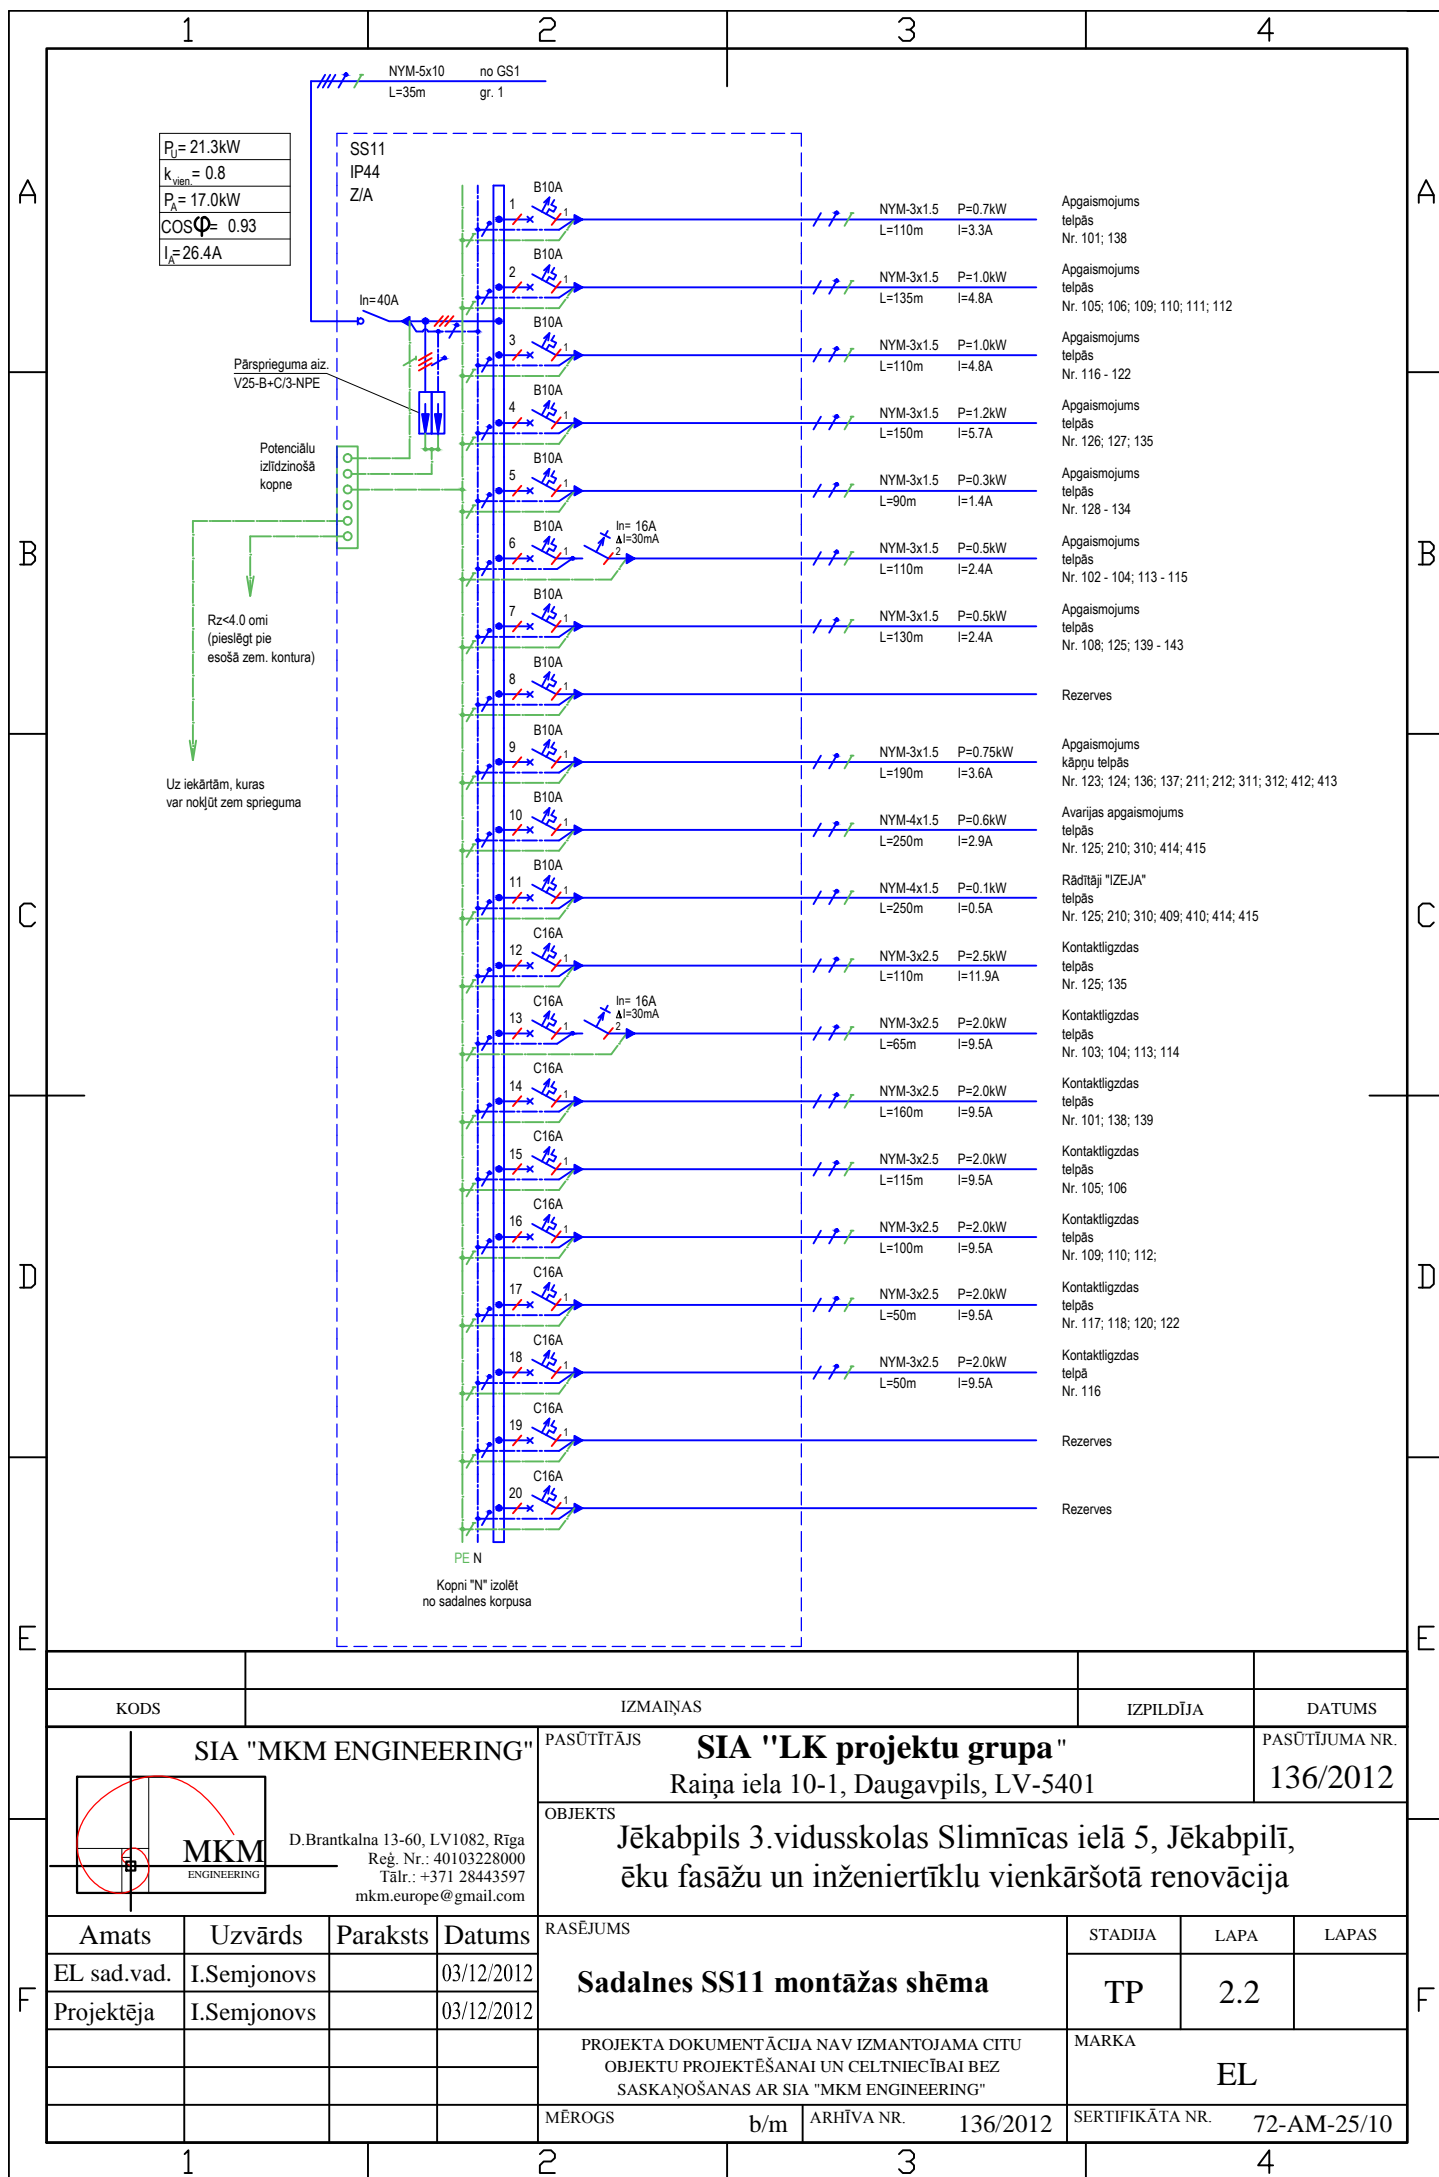 1 2 3 4
NYM-5x10 no GS1
L=35m gr. 1
PU= 21.3kW
kvien.= 0.8
PA= 17.0kW
COSφ= 0.93
IA=26.4A
SS11
IP44
Z/A
A A
In=40A
Pārsprieguma aiz.
V25-B+C/3-NPE
Potenciālu
izlīdzinošā
kopne
B B
Rz<4.0 omi
(pieslēgt pie
esošā zem. kontura)
Uz iekārtām, kuras
var nokļūt zem sprieguma
B10A
1 1 NYM-3x1.5 P=0.7kW
L=110m I=3.3A
Apgaismojums
telpās
Nr. 101; 138
B10A
2 1 NYM-3x1.5 P=1.0kW
L=135m I=4.8A
Apgaismojums
telpās
Nr. 105; 106; 109; 110; 111; 112
B10A
3 1 NYM-3x1.5 P=1.0kW
L=110m I=4.8A
Apgaismojums
telpās
Nr. 116 - 122
B10A
4 1 NYM-3x1.5 P=1.2kW
L=150m I=5.7A
Apgaismojums
telpās
Nr. 126; 127; 135
B10A
5 1 NYM-3x1.5 P=0.3kW
L=90m I=1.4A
Apgaismojums
telpās
Nr. 128 - 134
B10A
In= 16A
ΔI=30mA
6 1 2 NYM-3x1.5 P=0.5kW
L=110m I=2.4A
Apgaismojums
telpās
Nr. 102 - 104; 113 - 115
B10A
7 1 NYM-3x1.5 P=0.5kW
L=130m I=2.4A
Apgaismojums
telpās
Nr. 108; 125; 139 - 143
B10A
8 1 Rezerves
B10A
9 1 NYM-3x1.5 P=0.75kW
L=190m I=3.6A
Apgaismojums
kāpņu telpās
Nr. 123; 124; 136; 137; 211; 212; 311; 312; 412; 413
B10A
10 1 NYM-4x1.5 P=0.6kW
L=250m I=2.9A
Avarijas apgaismojums
telpās
Nr. 125; 210; 310; 414; 415
C C
B10A
11 1 NYM-4x1.5 P=0.1kW
L=250m I=0.5A
Rādītāji "IZEJA"
telpās
Nr. 125; 210; 310; 409; 410; 414; 415
C16A
12 1 NYM-3x2.5 P=2.5kW
L=110m I=11.9A
Kontaktligzdas
telpās
Nr. 125; 135
C16A
In= 16A
ΔI=30mA
13 1 2 NYM-3x2.5 P=2.0kW
L=65m I=9.5A
Kontaktligzdas
telpās
Nr. 103; 104; 113; 114
C16A
14 1 NYM-3x2.5 P=2.0kW
L=160m I=9.5A
Kontaktligzdas
telpās
Nr. 101; 138; 139
C16A
15 1 NYM-3x2.5 P=2.0kW
L=115m I=9.5A
Kontaktligzdas
telpās
Nr. 105; 106
C16A
16 1 NYM-3x2.5 P=2.0kW
L=100m I=9.5A
Kontaktligzdas
telpās
Nr. 109; 110; 112;
D D
C16A
17 1 NYM-3x2.5 P=2.0kW
L=50m I=9.5A
Kontaktligzdas
telpās
Nr. 117; 118; 120; 122
C16A
18 1 NYM-3x2.5 P=2.0kW
L=50m I=9.5A
Kontaktligzdas
telpā
Nr. 116
C16A
19 1 Rezerves
C16A
20 1 Rezerves
PE N
Kopni "N" izolēt
no sadalnes korpusa
E E
KODS IZMAIŅAS IZPILDĪJA DATUMS
SIA "MKM ENGINEERING"
MKM
ENGINEERING
D.Brantkalna 13-60, LV1082, Rīga
Reģ. Nr.: 40103228000
Tālr.: +371 28443597
mkm.europe@gmail.com
PASŪTĪTĀJS
SIA "LK projektu grupa"
Raiņa iela 10-1, Daugavpils, LV-5401
PASŪTĪJUMA NR.
136/2012
OBJEKTS
Jēkabpils 3.vidusskolas Slimnīcas ielā 5, Jēkabpilī,
ēku fasāžu un inženiertīklu vienkāršotā renovācija
Amats Uzvārds Paraksts Datums
EL sad.vad. I.Semjonovs 03/12/2012
Projektēja I.Semjonovs 03/12/2012
RASĒJUMS
Sadalnes SS11 montāžas shēma
STADIJA LAPA LAPAS
TP 2.2
F F
PROJEKTA DOKUMENTĀCIJA NAV IZMANTOJAMA CITU
OBJEKTU PROJEKTĒŠANAI UN CELTNIECĪBAI BEZ
SASKAŅOŠANAS AR SIA "MKM ENGINEERING"
MARKA
EL
MĒROGS b/m ARHĪVA NR. 136/2012 SERTIFIKĀTA NR. 72-AM-25/10
1 2 3 4